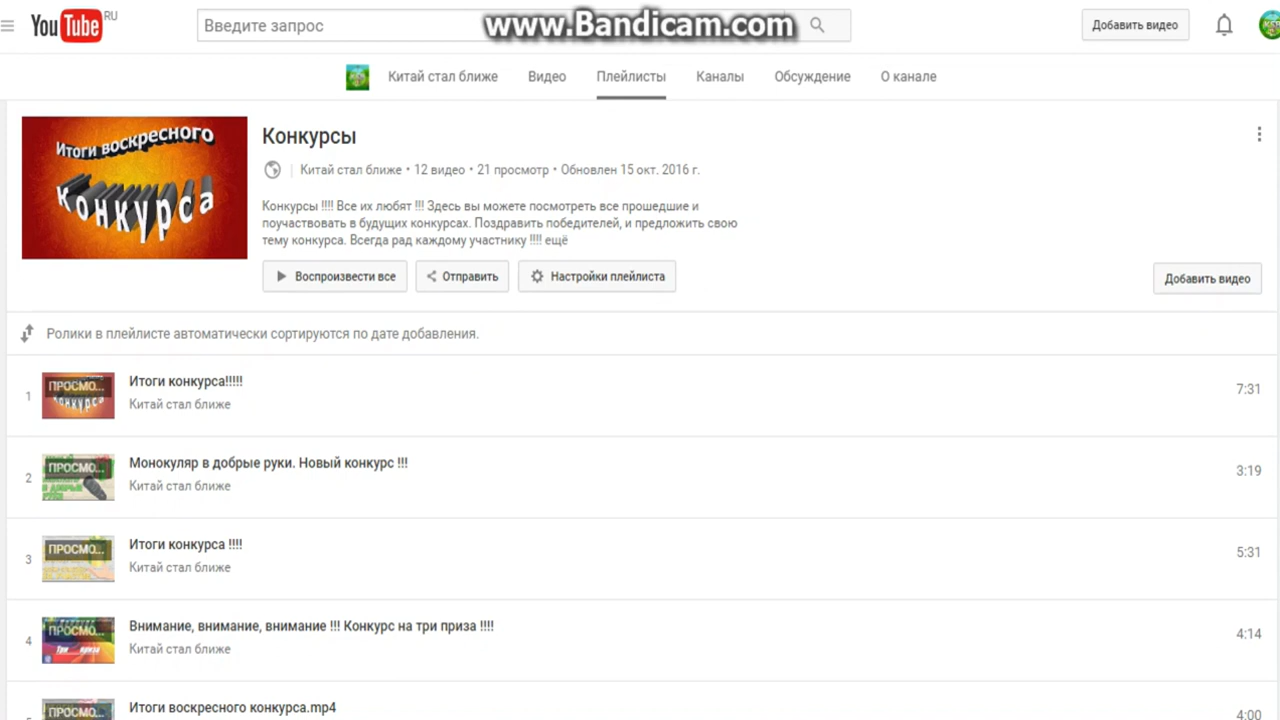 YouTube RU
Введите запрос
www.Bandicam.com
Добавить видео
Китай стал ближе Видео Плейлисты Каналы Обсуждение О канале
Итоги воскресного
конкурса
Конкурсы
Китай стал ближе • 12 видео • 21 просмотр • Обновлен 15 окт. 2016 г.
Конкурсы !!!! Все их любят !!! Здесь вы можете посмотреть все прошедшие и
поучаствовать в будущих конкурсах. Поздравить победителей, и предложить свою
тему конкурса. Всегда рад каждому участнику !!!! ещё
Воспроизвести все Отправить Настройки плейлиста
Добавить видео
Ролики в плейлисте автоматически сортируются по дате добавления.
1 ПРОСМО... Итоги конкурса!!!!! 7:31
конкурса
Китай стал ближе
2 ПРОСМО... Монокуляр в добрые руки. Новый конкурс !!! 3:19
Китай стал ближе
3 ПРОСМО... Итоги конкурса !!!! 5:31
Китай стал ближе
4 ПРОСМО... Внимание, внимание, внимание !!! Конкурс на три приза !!!! 4:14
Три приза
Китай стал ближе
ПРОСМО... Итоги воскресного конкурса.mp4 4:00